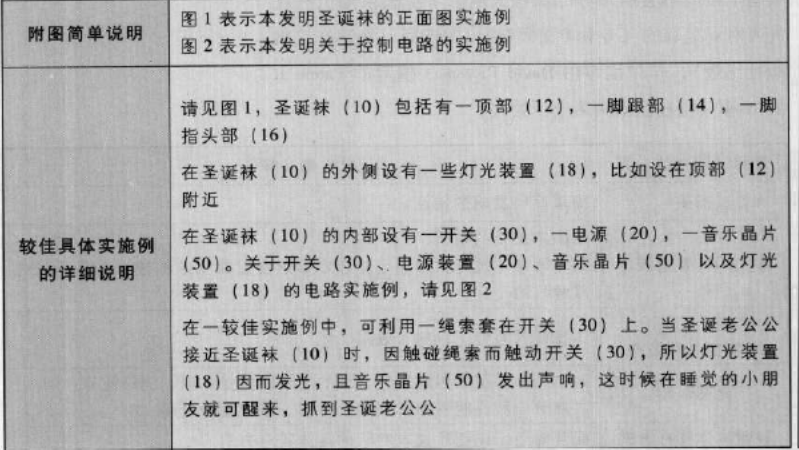 附图简单说明
图1表示本发明圣诞袜的正面图实施例
图2表示本发明关于控制电路的实施例
较佳具体实施例
的详细说明
请见图1，圣诞袜（10）包括有一顶部（12），一脚跟部（14），一脚
指头部（16）
在圣诞袜（10）的外侧设有一些灯光装置（18），比如设在顶部（12）
附近
在圣诞袜（10）的内部设有一开关（30），一电源（20），一音乐晶片
（50）。关于开关（30）、电源装置（20）、音乐晶片（50）以及灯光
装置（18）的电路实施例，请见图2
在一较佳实施例中，可利用一绳索套在开关（30）上。当圣诞老公公
接近圣诞袜（10）时，因触碰绳索而触动开关（30），所以灯光装置
（18）因而发光，且音乐晶片（50）发出声响，这时候在睡觉的小朋
友就可醒来，抓到圣诞老公公